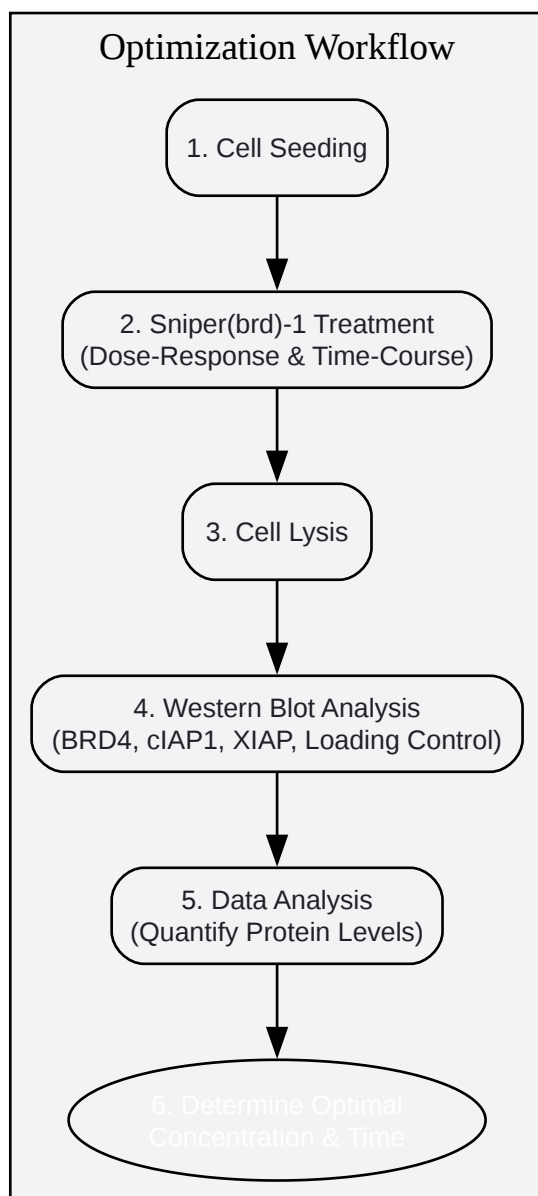 Optimization Workflow
1. Cell Seeding
2. Sniper(brd)-1 Treatment
(Dose-Response & Time-Course)
3. Cell Lysis
4. Western Blot Analysis
(BRD4, cIAP1, XIAP, Loading Control)
5. Data Analysis
(Quantify Protein Levels)
6. Determine Optimal
Concentration & Time